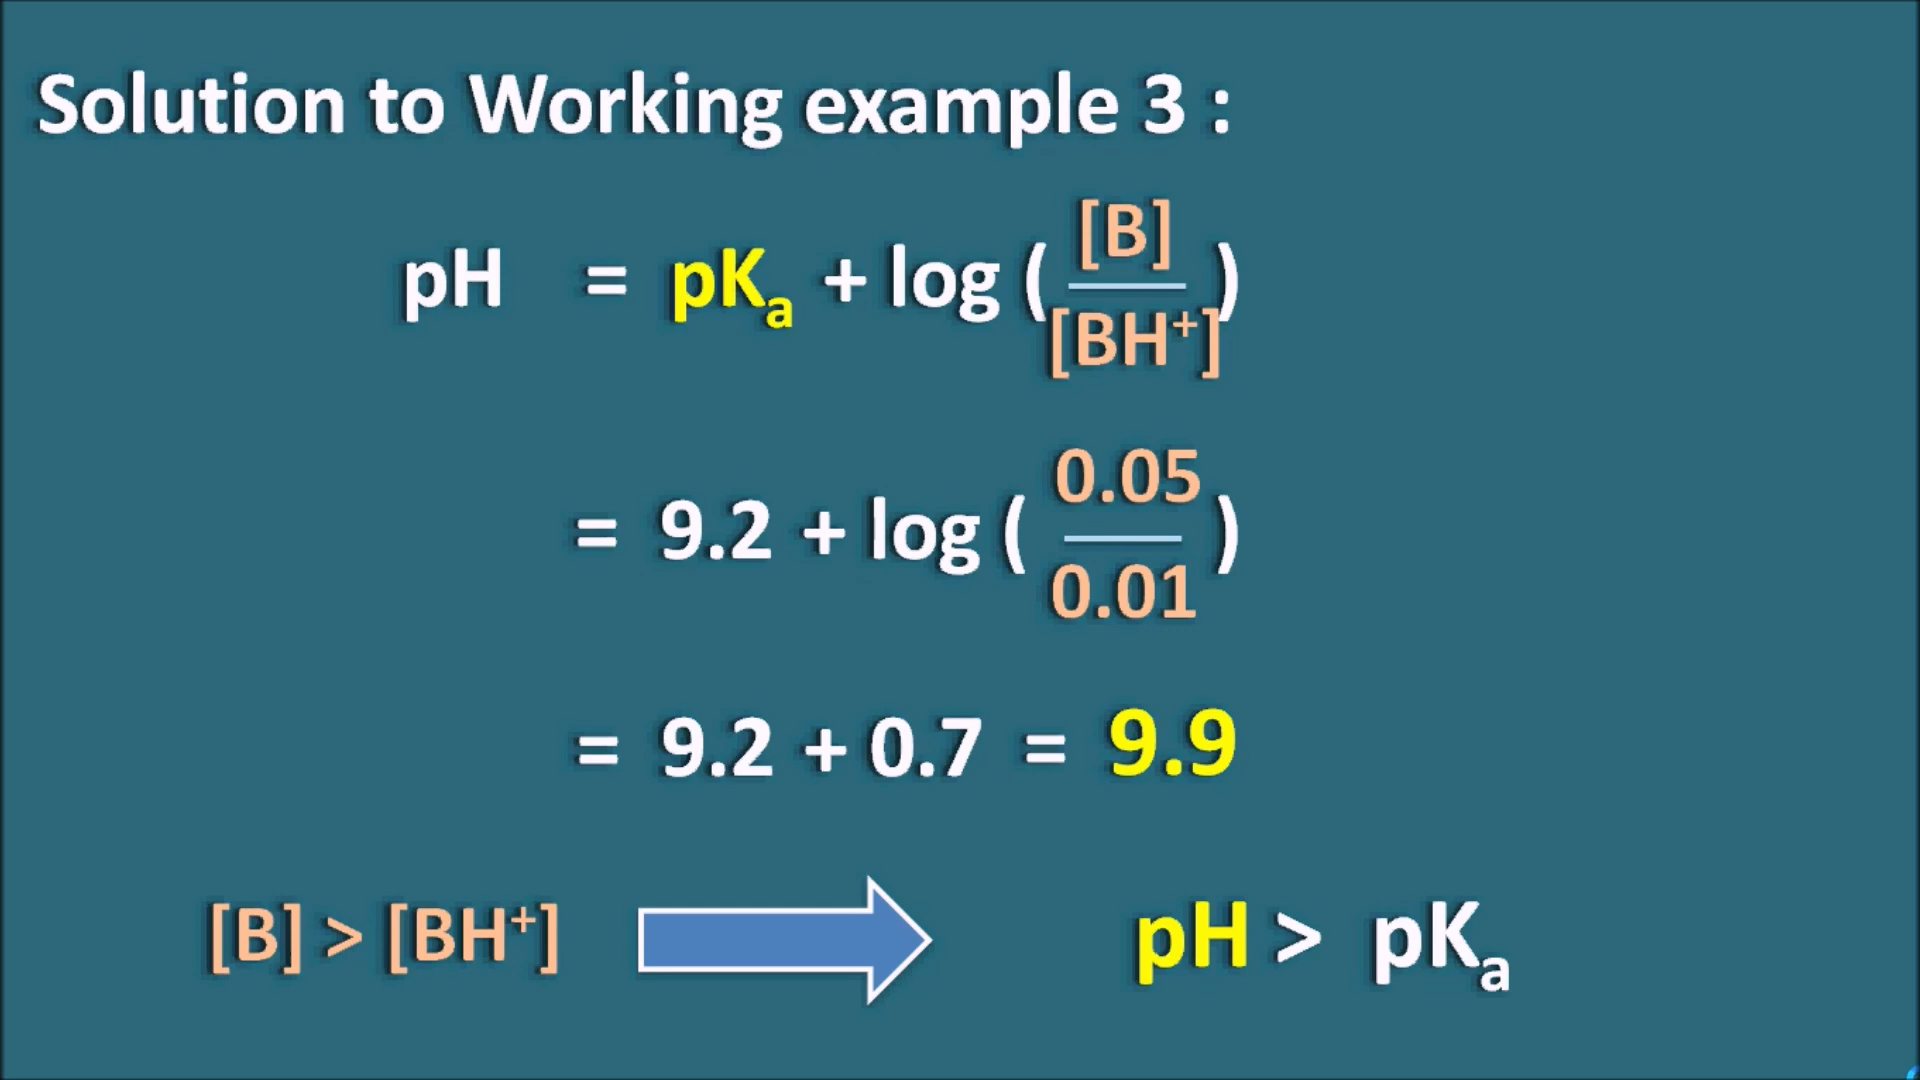 Solution to Working example 3 :
[B]
pH = pKa + log ( )
[BH+]
0.05
= 9.2 + log ( )
0.01
= 9.2 + 0.7 = 9.9
[B] > [BH+] pH > pKa